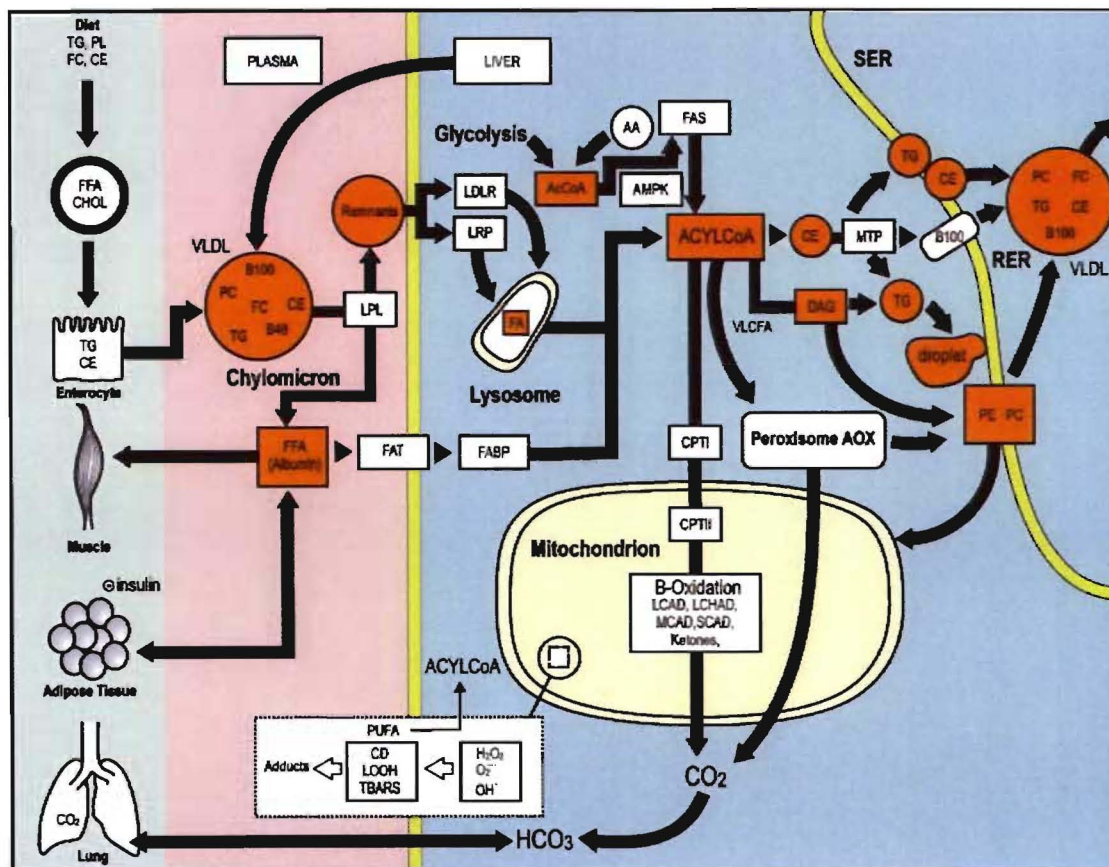 Diet
TG, PL
FC, CE
FFA
CHOL
TG
CE
Enterocyte
Muscle
⊖insulin
Adipose Tissue
CO₂
Lung
PLASMA
LIVER
VLDL
B100
PC
FC
CE
TG
B48
Chylomicron
LPL
Remnants
FFA
(Albumin)
FAT
FABP
LDLR
LRP
FA
Lysosome
Glycolysis
AA
AcCoA
FAS
AMPK
ACYLCoA
CE
MTP
TG
CE
B100
SER
RER
PC
FC
TG
CE
B100
VLDL
VLCFA
DAG
TG
droplet
PE PC
Peroxisome AOX
CPTI
CPTII
Mitochondrion
B-Oxidation
LCAD, LCHAD,
MCAD,SCAD,
Ketones,
ACYLCoA
PUFA
Adducts
CD
LOOH
TBARS
H₂O₂
O₂⁻
OH⁻
CO₂
HCO₃